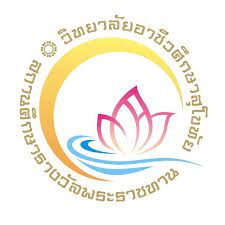 วิทยาลัยอาชีวศึกษาสุโขทัย
สถานศึกษารางวัลพระราชทาน